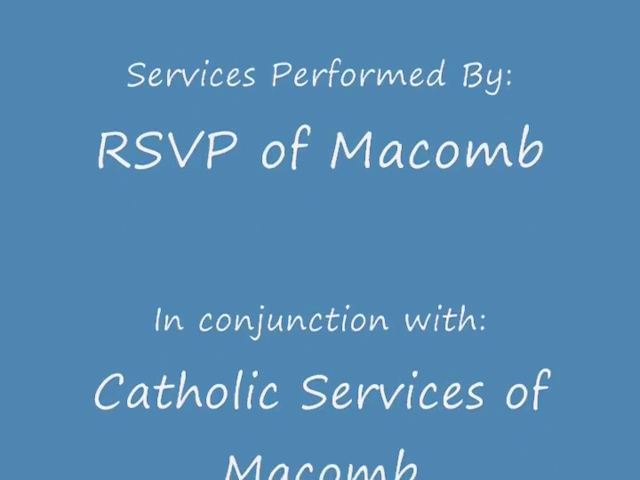 Services Performed By:
RSVP of Macomb
In conjunction with:
Catholic Services of
Macomb